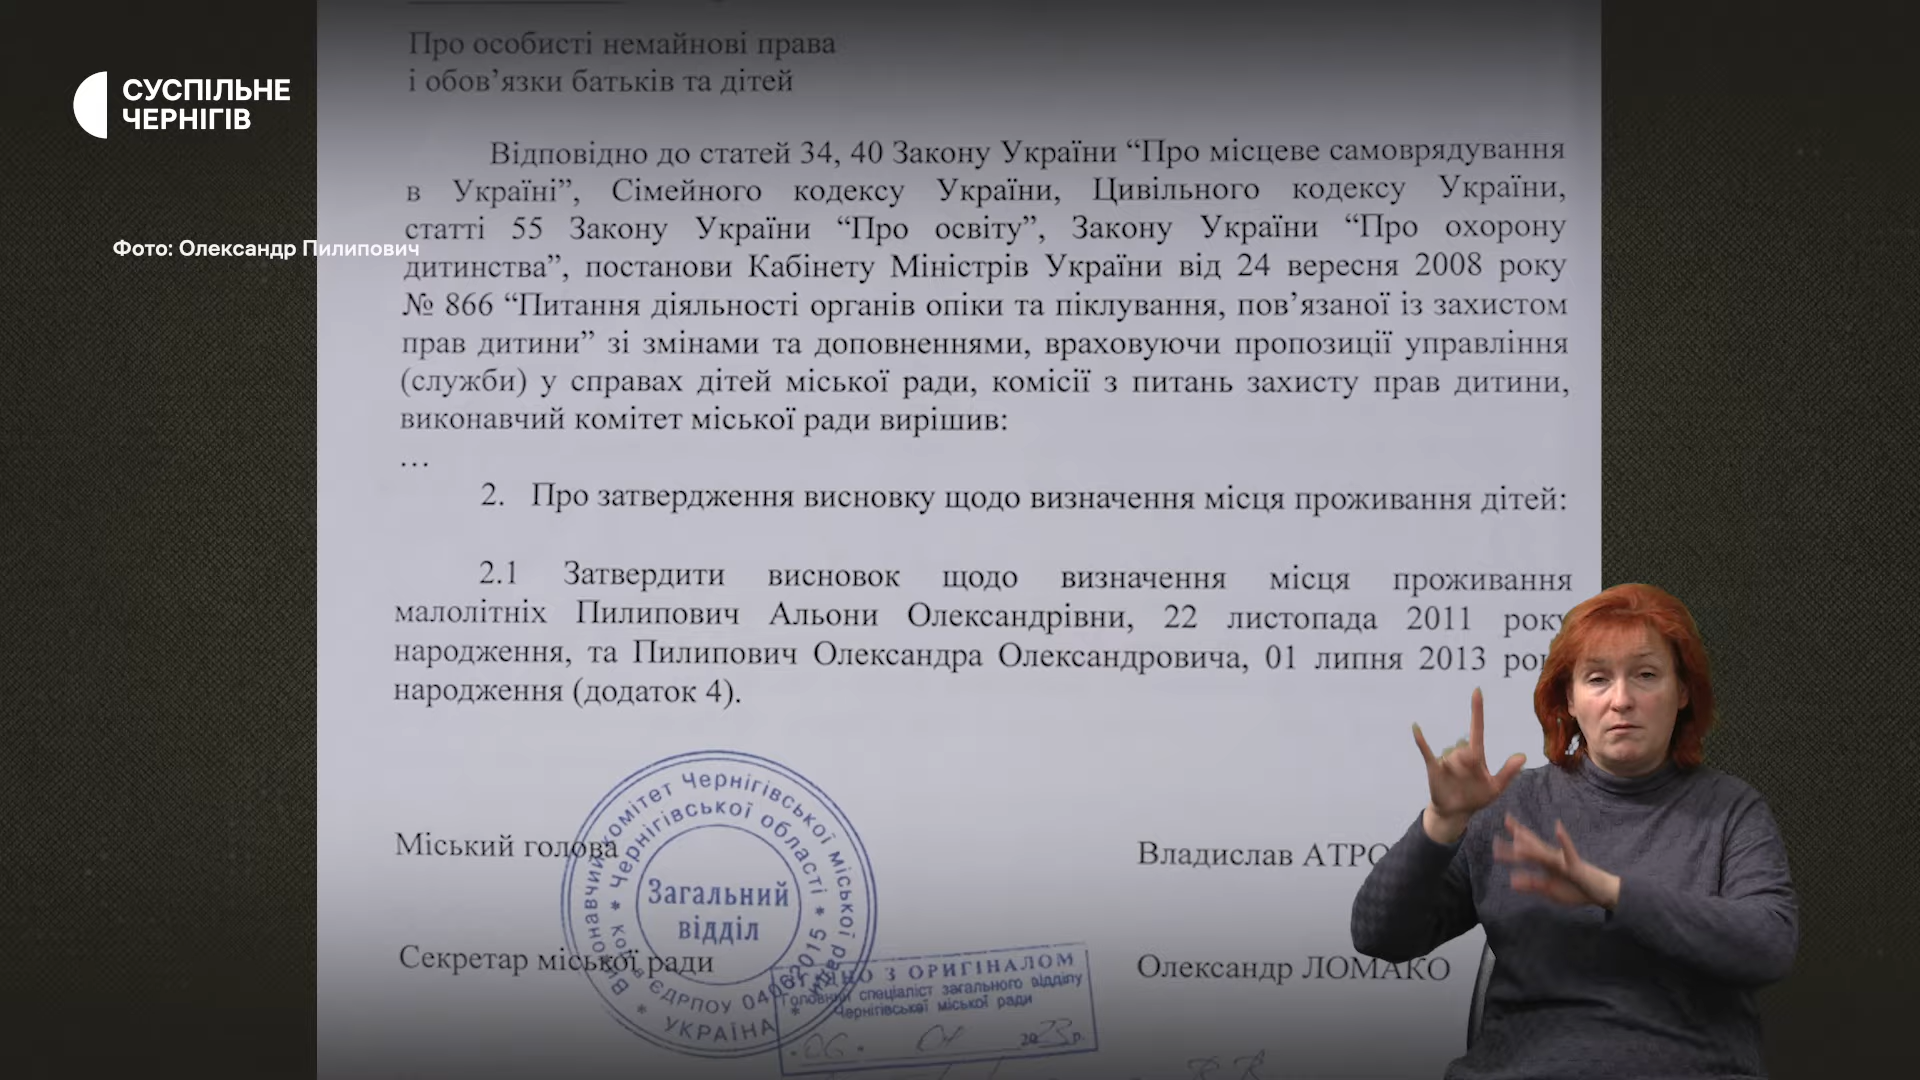 СУСПІЛЬНЕ
ЧЕРНІГІВ
Фото: Олександр Пилипович
Про особисті немайнові права
і обов’язки батьків та дітей
Відповідно до статей 34, 40 Закону України “Про місцеве самоврядування
в Україні”, Сімейного кодексу України, Цивільного кодексу України,
статті 55 Закону України “Про освіту”, Закону України “Про охорону
дитинства”, постанови Кабінету Міністрів України від 24 вересня 2008 року
№ 866 “Питання діяльності органів опіки та піклування, пов’язаної із захистом
прав дитини” зі змінами та доповненнями, враховуючи пропозиції управління
(служби) у справах дітей міської ради, комісії з питань захисту прав дитини,
виконавчий комітет міської ради вирішив:
…
2. Про затвердження висновку щодо визначення місця проживання дітей:
2.1 Затвердити висновок щодо визначення місця проживання
малолітніх Пилипович Альони Олександрівни, 22 листопада 2011 року
народження, та Пилипович Олександра Олександровича, 01 липня 2013
народження (додаток 4).
Міський голова
Владислав
Секретар міської ради
Олександр ЛОМАКО
Виконавчий комітет Чернігівської міської ради
* Чернігівської області *
Загальний
відділ
* УКРАЇНА *
ЄДРПОУ
З ОРИГІНАЛОМ
Головний спеціаліст загального відділу
Чернігівської міської ради
2023р.